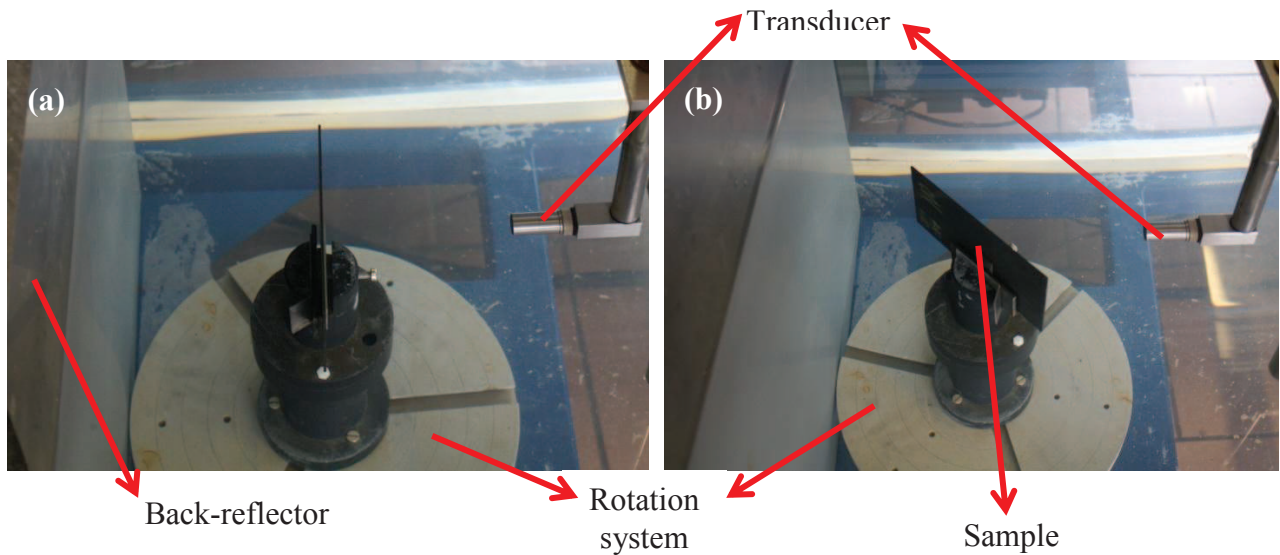 Transducer
(a)
(b)
Back-reflector
Rotation
system
Sample